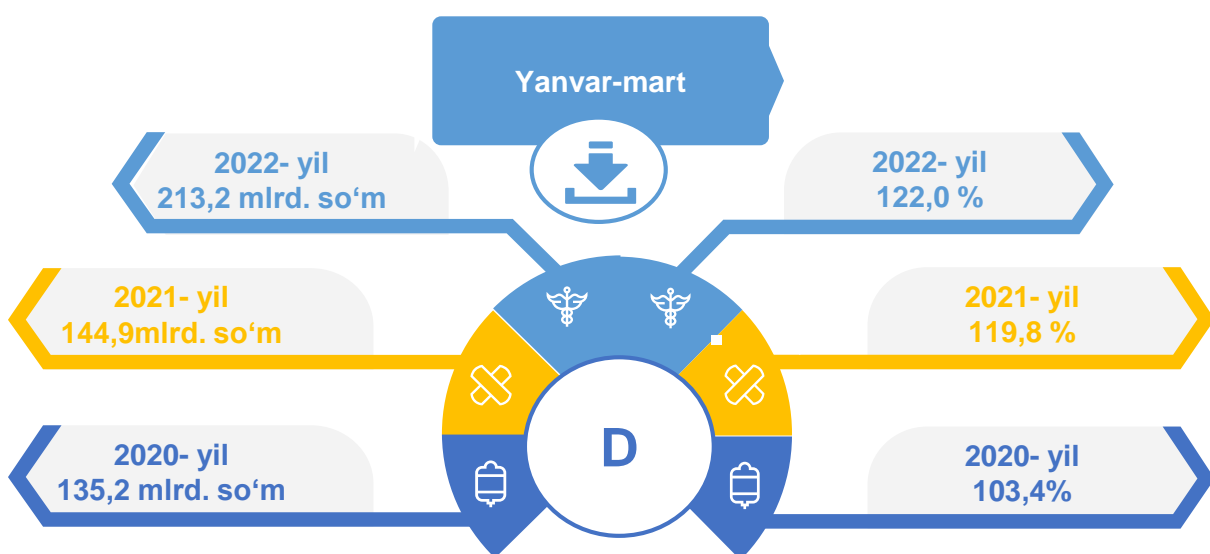 Yanvar-mart
2022- yil
213,2 mlrd. so‘m
2022- yil
122,0 %
2021- yil
144,9mlrd. so‘m
2021- yil
119,8 %
D
2020- yil
135,2 mlrd. so‘m
2020- yil
103,4%